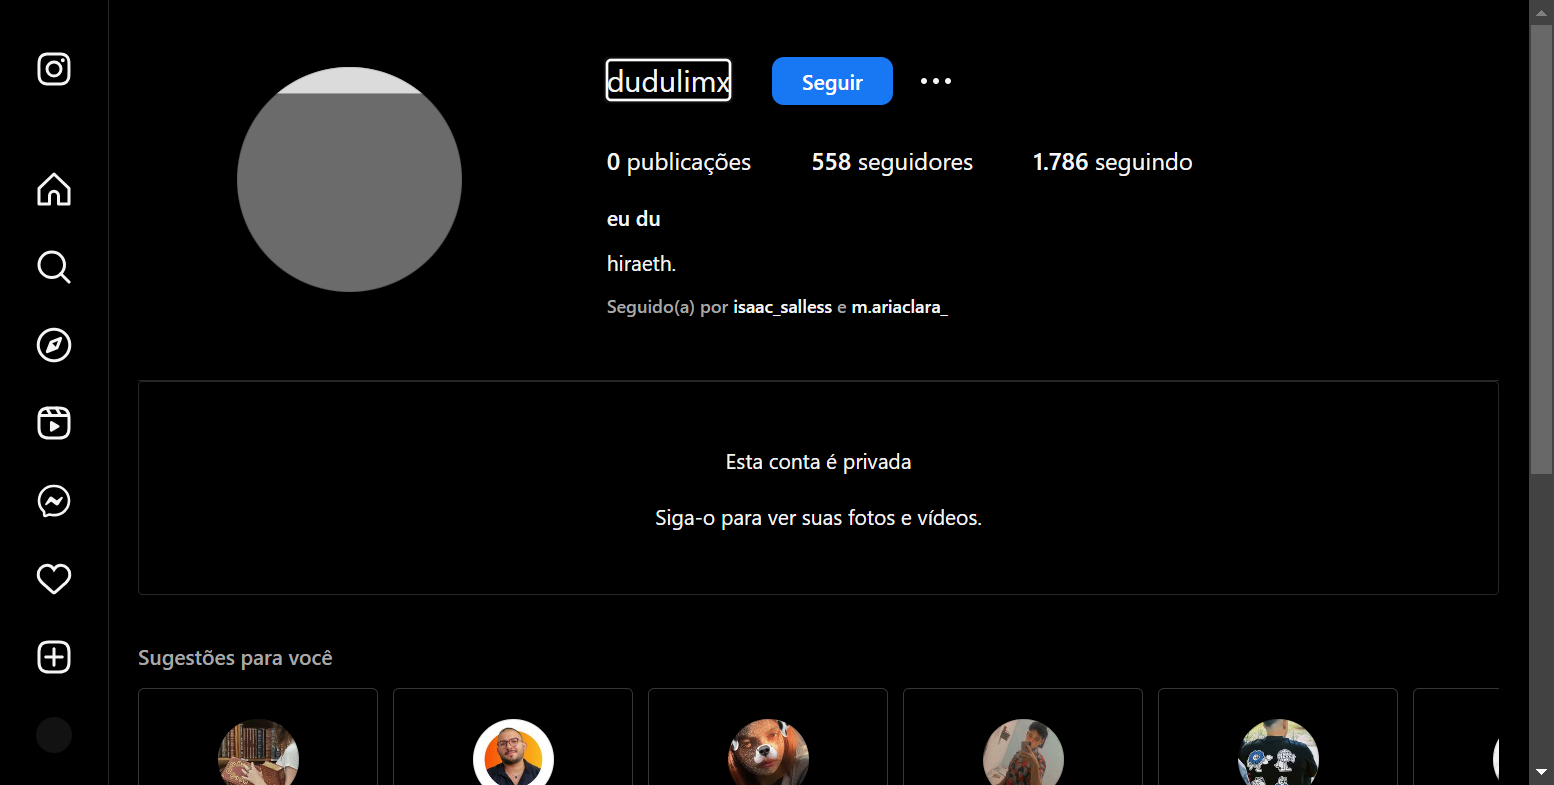 dudulimx
Seguir
0 publicações 558 seguidores 1.786 seguindo
eu du
hiraeth.
Seguido(a) por isaac_salless e m.ariaclara_
Esta conta é privada
Siga-o para ver suas fotos e vídeos.
Sugestões para você